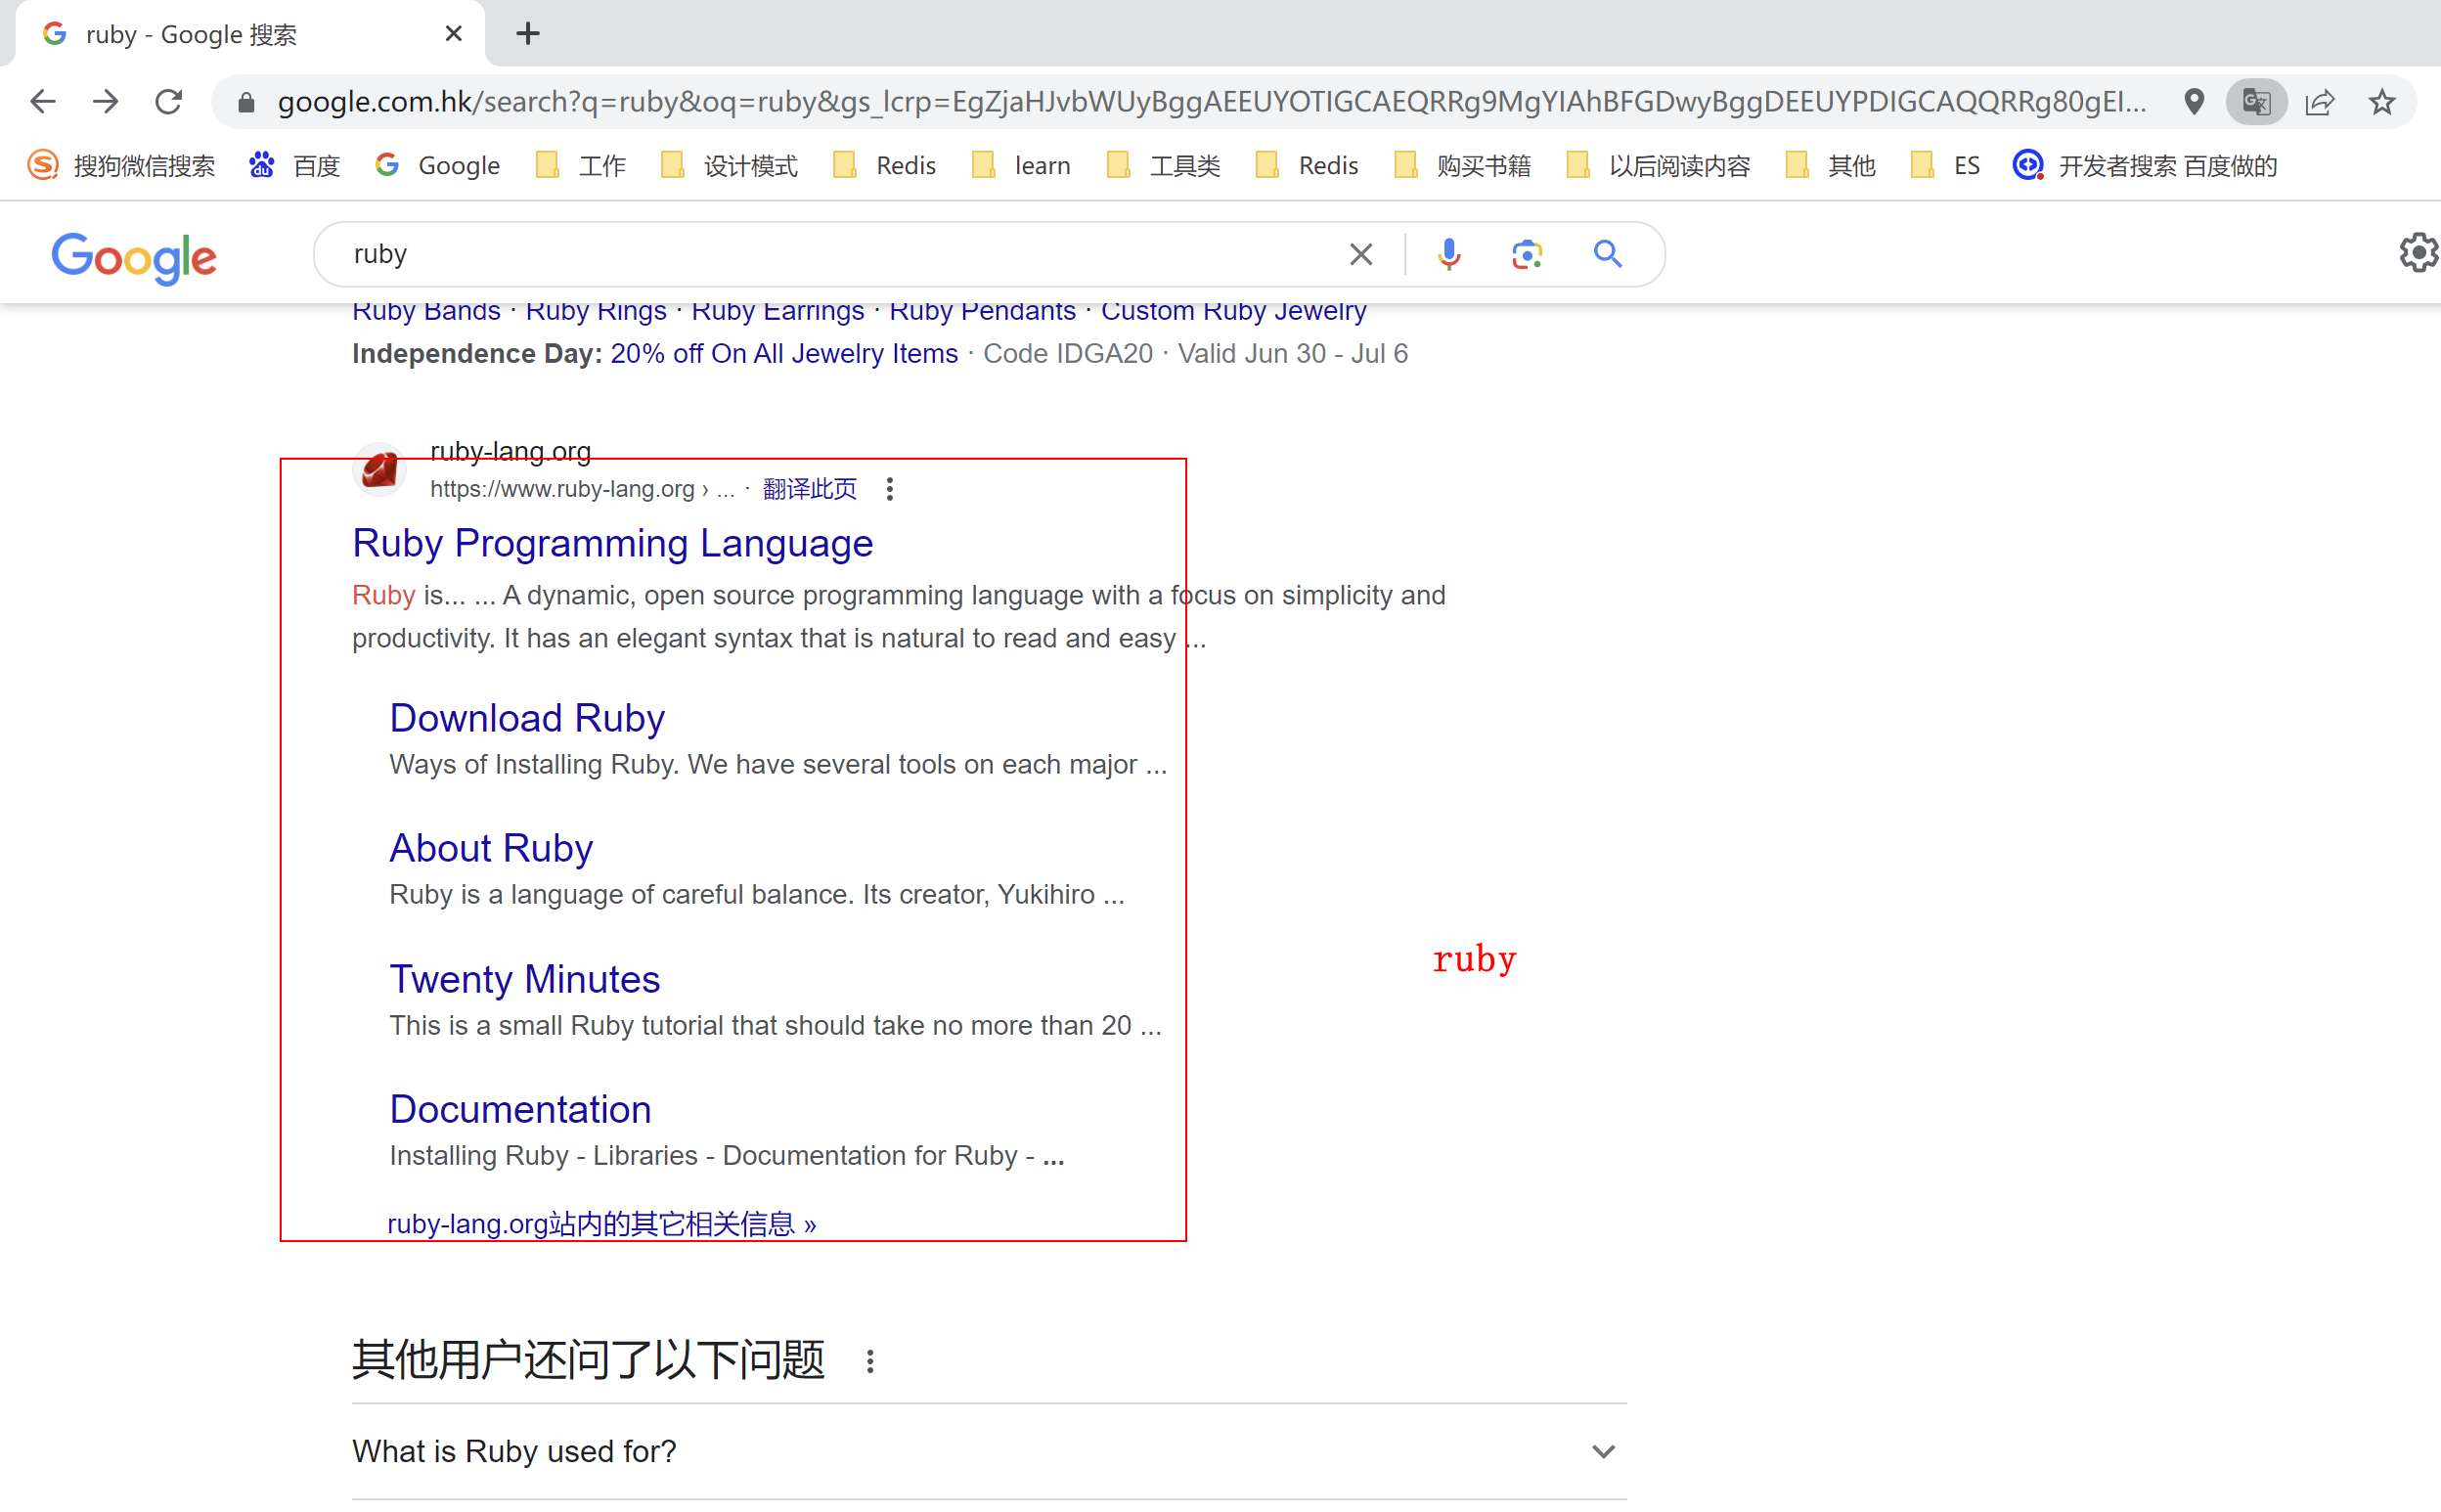 ruby - Google 搜索
google.com.hk/search?q=ruby&oq=ruby&gs_lcrp=EgZjaHJvbWUyBggAEEUYOTIGCAEQRRg9MgYIAhBFGDwyBggDEEUYPDIGCAQQRRg80gEI...
搜狗微信搜索 百度 Google 工作 设计模式 Redis learn 工具类 Redis 购买书籍 以后阅读内容 其他 ES 开发者搜索 百度做的
Google ruby
Ruby Bands · Ruby Rings · Ruby Earrings · Ruby Pendants · Custom Ruby Jewelry
Independence Day: 20% off On All Jewelry Items · Code IDGA20 · Valid Jun 30 - Jul 6
ruby-lang.org
https://www.ruby-lang.org › ... · 翻译此页
Ruby Programming Language
Ruby is... ... A dynamic, open source programming language with a focus on simplicity and
productivity. It has an elegant syntax that is natural to read and easy ...
Download Ruby
Ways of Installing Ruby. We have several tools on each major ...
About Ruby
Ruby is a language of careful balance. Its creator, Yukihiro ...
ruby
Twenty Minutes
This is a small Ruby tutorial that should take no more than 20 ...
Documentation
Installing Ruby - Libraries - Documentation for Ruby - ...
ruby-lang.org站内的其它相关信息 »
其他用户还问了以下问题
What is Ruby used for?